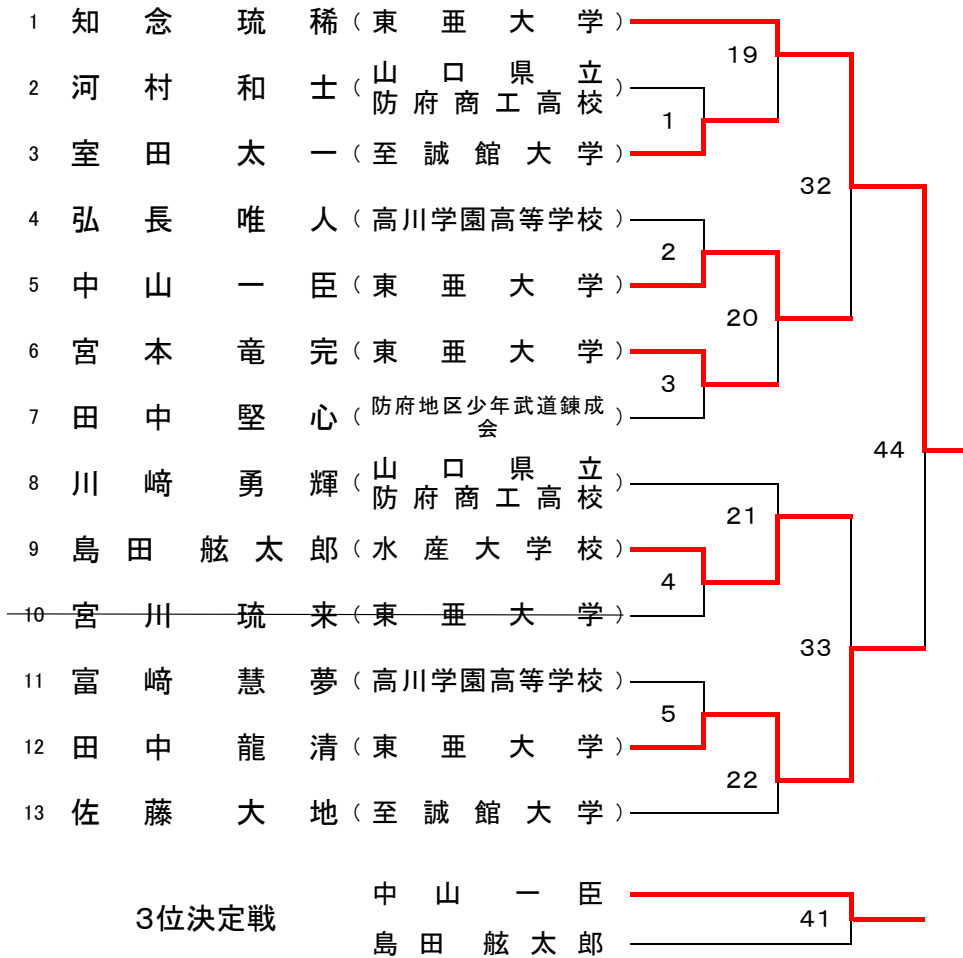 1 知念 琉稀 (東亜大学)
19
2 河村 和士 (山口県立
防府商工高校)
1
3 室田 太一 (至誠館大学)
32
4 弘長 唯人 (高川学園高等学校)
2
5 中山 一臣 (東亜大学)
20
6 宮本 竜完 (東亜大学)
3
7 田中 堅心 (防府地区少年武道錬成
会)
44
8 川﨑 勇輝 (山口県立
防府商工高校)
21
9 島田 舷太郎 (水産大学校)
4
10 宮川 琉来 (東亜大学)
33
11 富﨑 慧夢 (高川学園高等学校)
5
12 田中 龍清 (東亜大学)
22
13 佐藤 大地 (至誠館大学)
中山 一臣
3位決定戦
41
島田 舷太郎